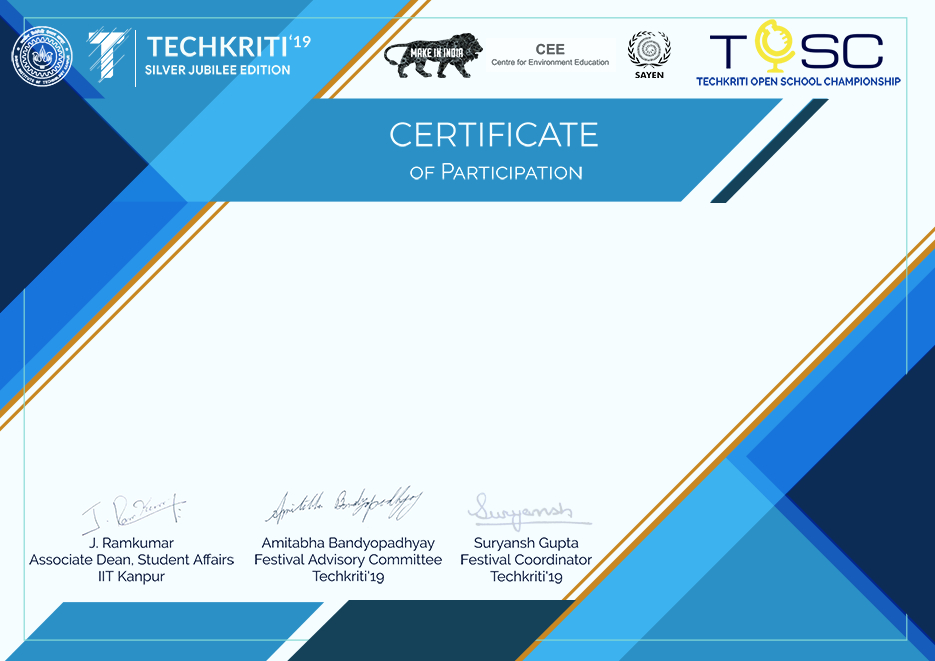 TECHKRITI'19
SILVER JUBILEE EDITION
MAKE IN INDIA
CEE
Centre for Environment Education
SAYEN
TOSC
TECHKRITI OPEN SCHOOL CHAMPIONSHIP
CERTIFICATE
OF PARTICIPATION
J. Ramkumar
Amitabha Bandyopadhyay
Suryansh
J. Ramkumar
Associate Dean, Student Affairs
IIT Kanpur
Amitabha Bandyopadhyay
Festival Advisory Committee
Techkriti'19
Suryansh Gupta
Festival Coordinator
Techkriti'19